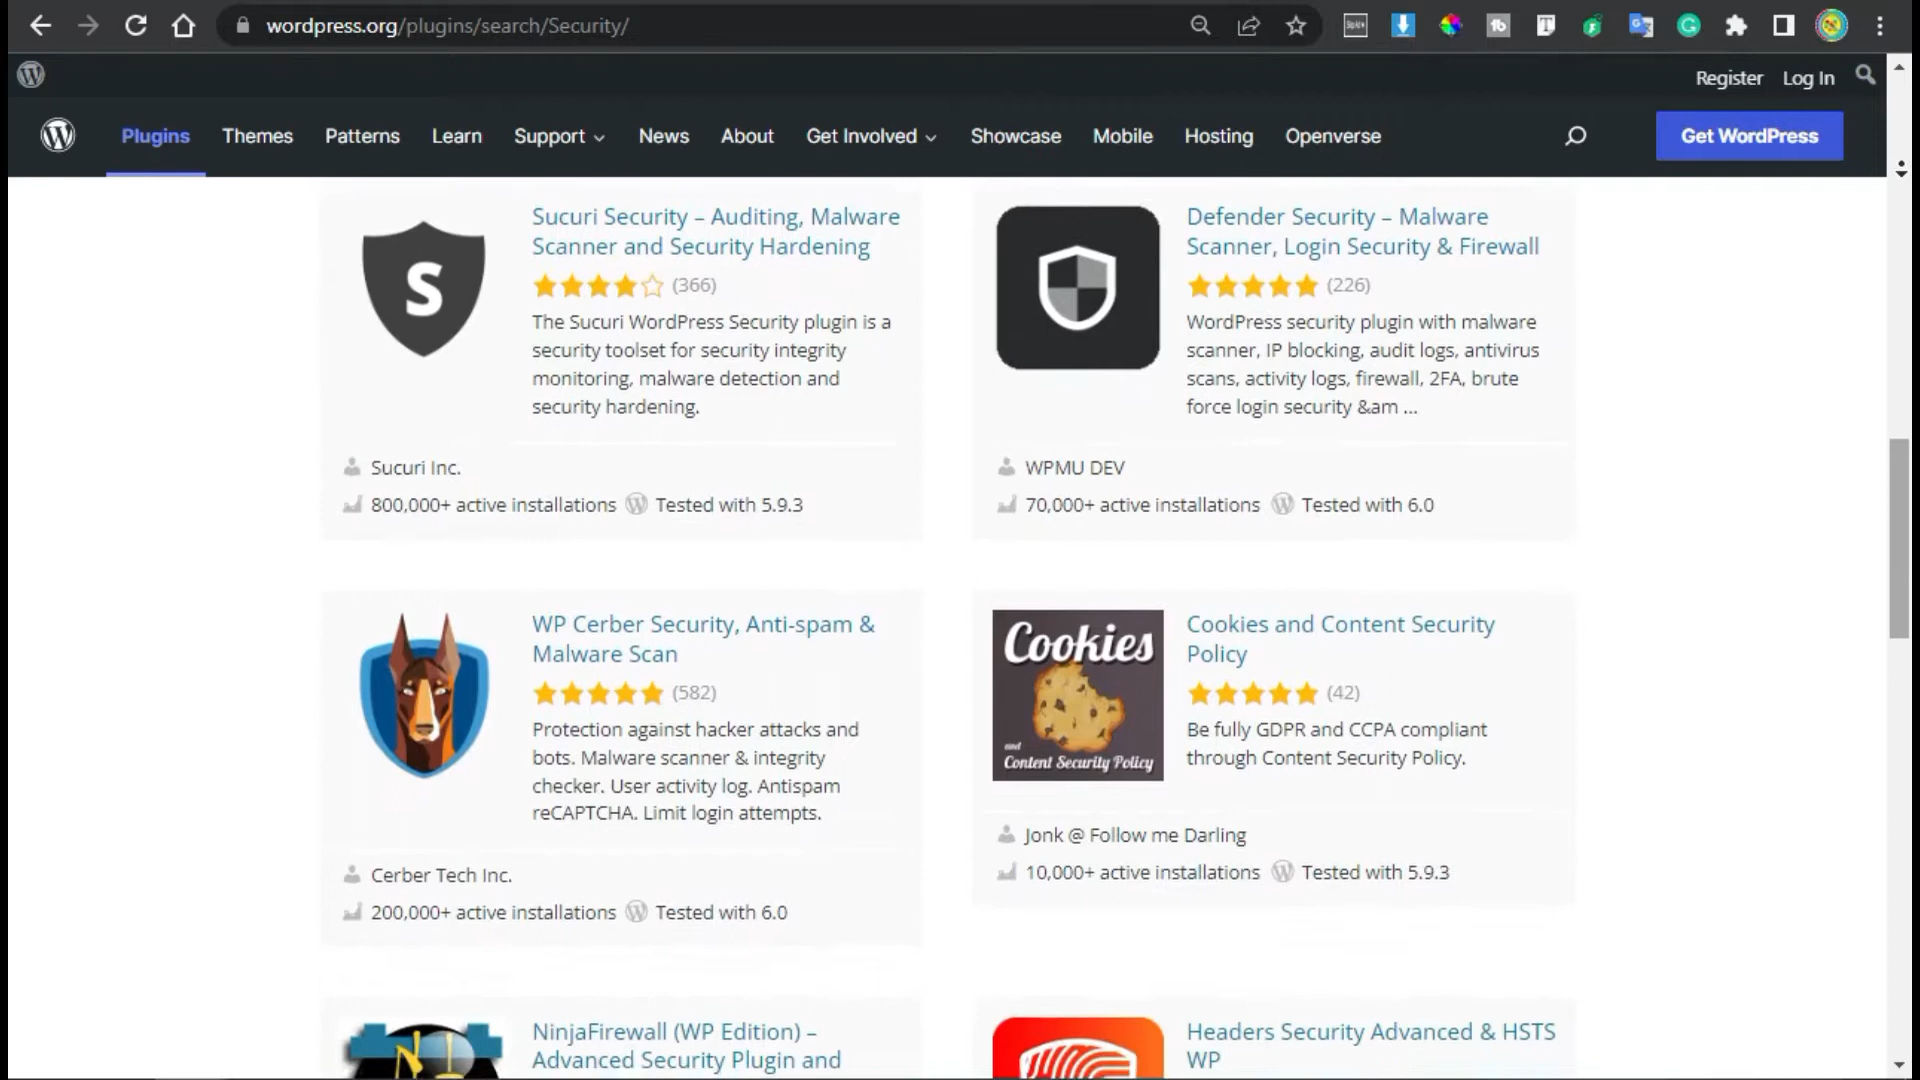 wordpress.org/plugins/search/Security/
Register Log In
Plugins Themes Patterns Learn Support News About Get Involved Showcase Mobile Hosting Openverse Get WordPress
Sucuri Security – Auditing, Malware
Scanner and Security Hardening
(366)
The Sucuri WordPress Security plugin is a
security toolset for security integrity
monitoring, malware detection and
security hardening.
Sucuri Inc.
800,000+ active installations Tested with 5.9.3
S
Defender Security – Malware
Scanner, Login Security & Firewall
(226)
WordPress security plugin with malware
scanner, IP blocking, audit logs, antivirus
scans, activity logs, firewall, 2FA, brute
force login security &am ...
WPMU DEV
70,000+ active installations Tested with 6.0
WP Cerber Security, Anti-spam &
Malware Scan
(582)
Protection against hacker attacks and
bots. Malware scanner & integrity
checker. User activity log. Antispam
reCAPTCHA. Limit login attempts.
Cerber Tech Inc.
200,000+ active installations Tested with 6.0
Cookies
and
Content Security Policy
Cookies and Content Security
Policy
(42)
Be fully GDPR and CCPA compliant
through Content Security Policy.
Jonk @ Follow me Darling
10,000+ active installations Tested with 5.9.3
NinjaFirewall (WP Edition) –
Advanced Security Plugin and
Headers Security Advanced & HSTS
WP